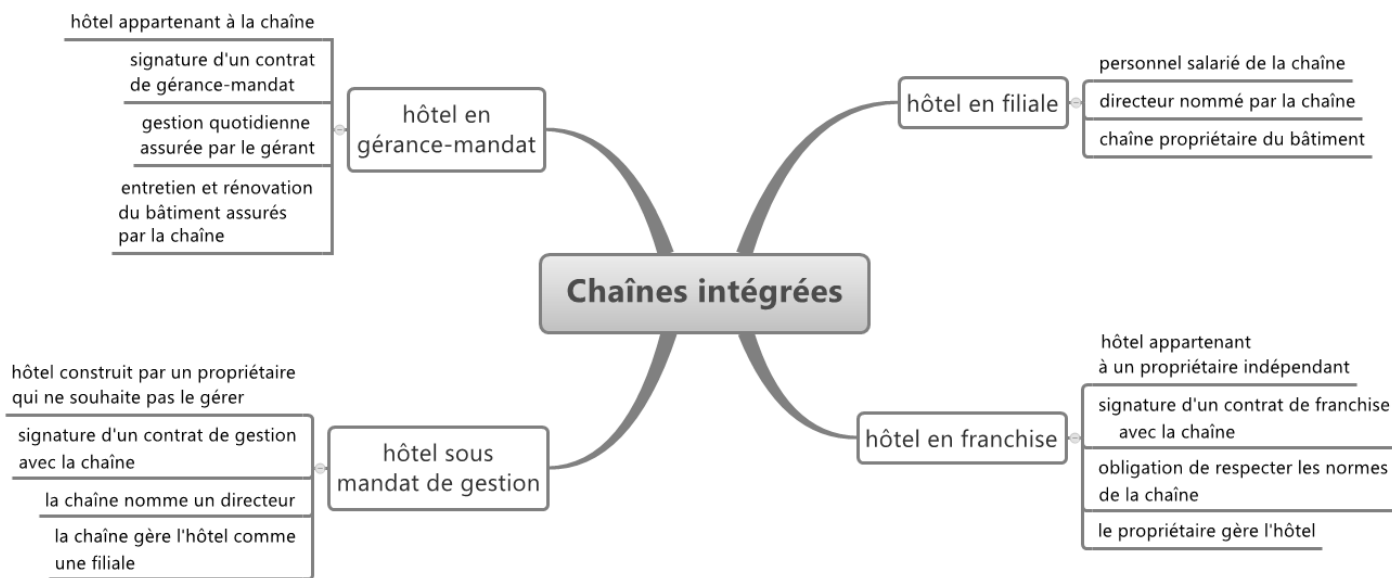 Chaînes intégrées
hôtel en filiale
personnel salarié de la chaîne
directeur nommé par la chaîne
chaîne propriétaire du bâtiment
hôtel en franchise
hôtel appartenant
à un propriétaire indépendant
signature d'un contrat de franchise
avec la chaîne
obligation de respecter les normes
de la chaîne
le propriétaire gère l'hôtel
hôtel en
gérance-mandat
hôtel appartenant à la chaîne
signature d'un contrat
de gérance-mandat
gestion quotidienne
assurée par le gérant
entretien et rénovation
du bâtiment assurés
par la chaîne
hôtel sous
mandat de gestion
hôtel construit par un propriétaire
qui ne souhaite pas le gérer
signature d'un contrat de gestion
avec la chaîne
la chaîne nomme un directeur
la chaîne gère l'hôtel comme
une filiale